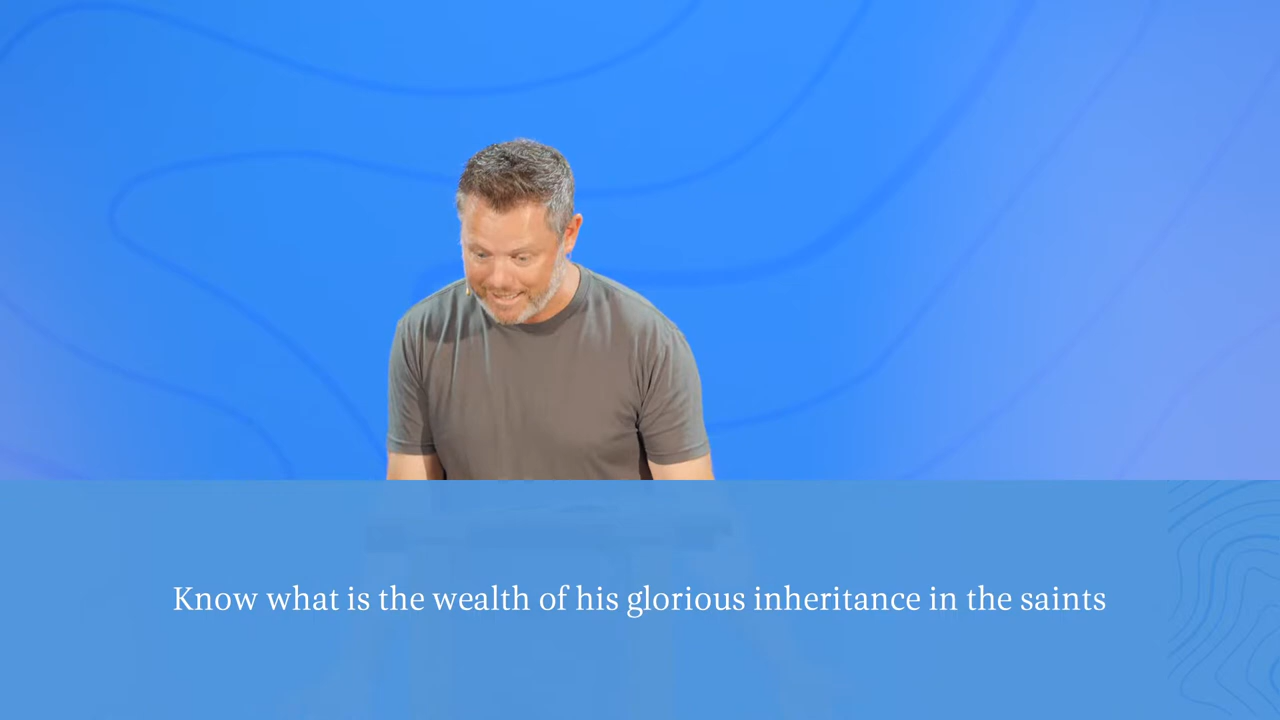 Know what is the wealth of his glorious inheritance in the saints